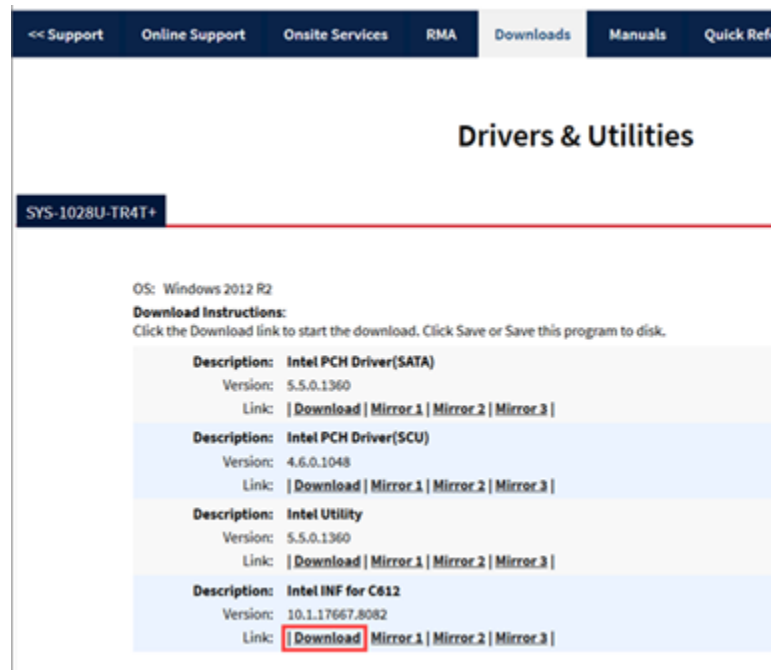 << Support Online Support Onsite Services RMA Downloads Manuals Quick Ref
Drivers & Utilities
SYS-1028U-TR4T+
OS: Windows 2012 R2
Download Instructions:
Click the Download link to start the download. Click Save or Save this program to disk.
Description: Intel PCH Driver(SATA)
Version: 5.5.0.1360
Link: | Download | Mirror 1 | Mirror 2 | Mirror 3 |
Description: Intel PCH Driver(SCU)
Version: 4.6.0.1048
Link: | Download | Mirror 1 | Mirror 2 | Mirror 3 |
Description: Intel Utility
Version: 5.5.0.1360
Link: | Download | Mirror 1 | Mirror 2 | Mirror 3 |
Description: Intel INF for C612
Version: 10.1.17667.8082
Link: | Download | Mirror 1 | Mirror 2 | Mirror 3 |